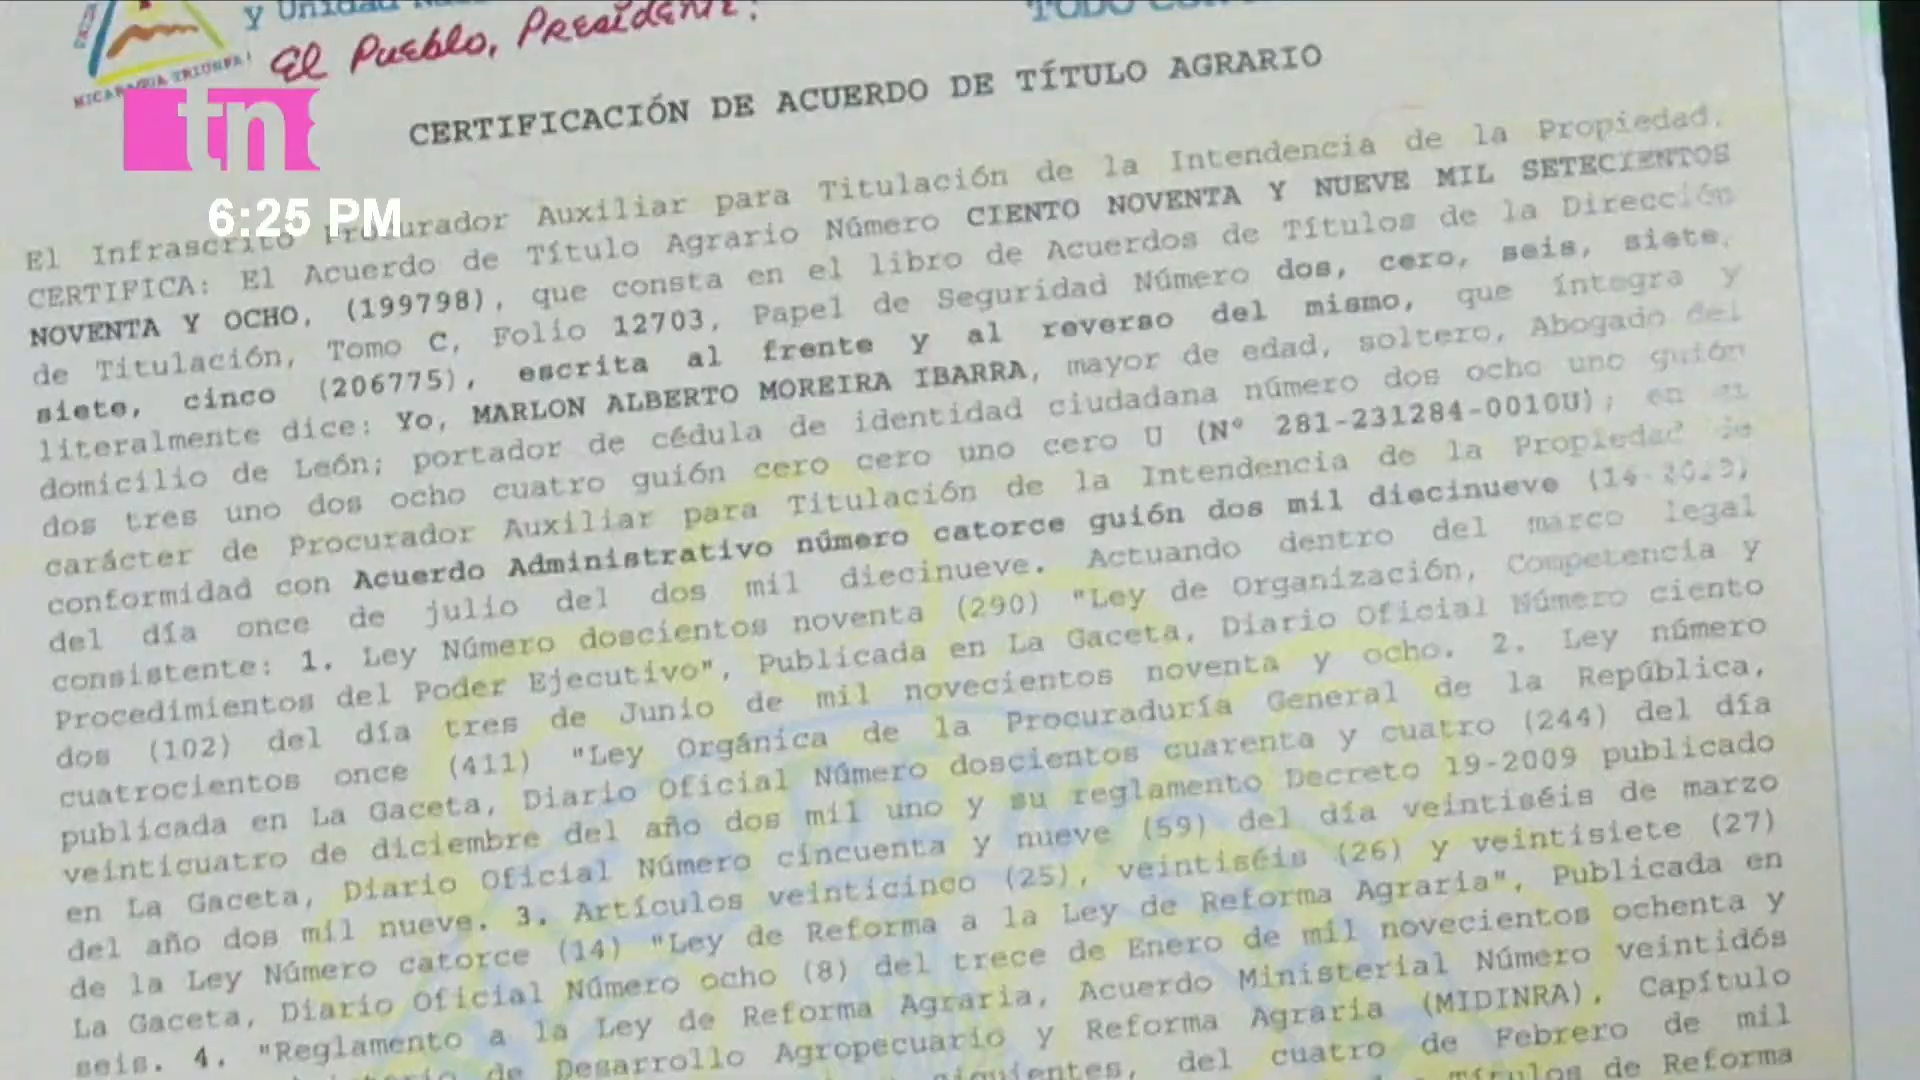 y Unidad
El Pueblo, Presidente!
NICARAGUA TRIUNFA!
tn8
6:25 PM
CERTIFICACIÓN DE ACUERDO DE TÍTULO AGRARIO
El Infrascrito Procurador Auxiliar para Titulación de la Intendencia de la Propiedad,
CERTIFICA: El Acuerdo de Título Agrario Número CIENTO NOVENTA Y NUEVE MIL SETECIENTOS
NOVENTA Y OCHO, (199798), que consta en el libro de Acuerdos de Títulos de la Dirección
de Titulación, Tomo C, Folio 12703, Papel de Seguridad Número dos, cero, seis, siete,
siete, cinco (206775), escrita al frente y al reverso del mismo, que íntegra y
literalmente dice: Yo, MARLON ALBERTO MOREIRA IBARRA, mayor de edad, soltero, Abogado del
domicilio de León; portador de cédula de identidad ciudadana número dos ocho uno guión
dos tres uno dos ocho cuatro guión cero cero uno cero U (N° 281-231284-0010U); en
carácter de Procurador Auxiliar para Titulación de la Intendencia de la Propiedad de
conformidad con Acuerdo Administrativo número catorce guión dos mil diecinueve
del día once de julio del dos mil diecinueve. Actuando dentro del marco legal
consistente: 1. Ley Número doscientos noventa (290) "Ley de Organización, Competencia y
Procedimientos del Poder Ejecutivo", Publicada en La Gaceta, Diario Oficial Número ciento
dos (102) del día tres de Junio de mil novecientos noventa y ocho. 2. Ley número
cuatrocientos once (411) "Ley Orgánica de la Procuraduría General de la República,
publicada en La Gaceta, Diario Oficial Número doscientos cuarenta y cuatro (244) del día
veinticuatro de diciembre del año dos mil uno y su reglamento Decreto 19-2009 publicado
en La Gaceta, Diario Oficial Número cincuenta y nueve (59) del día veintiséis de marzo
del año dos mil nueve. 3. Artículos veinticinco (25), veintiséis (26) y veintisiete (27)
de la Ley Número catorce (14) "Ley de Reforma a la Ley de Reforma Agraria", Publicada en
La Gaceta, Diario Oficial Número ocho (8) del trece de Enero de mil novecientos ochenta y
seis. 4. "Reglamento a la Ley de Reforma Agraria, Acuerdo Ministerial Número veintidós
de Desarrollo Agropecuario y Reforma Agraria (MIDINRA), Capítulo
siguientes, del cuatro de Febrero de mil
Títulos de Reforma